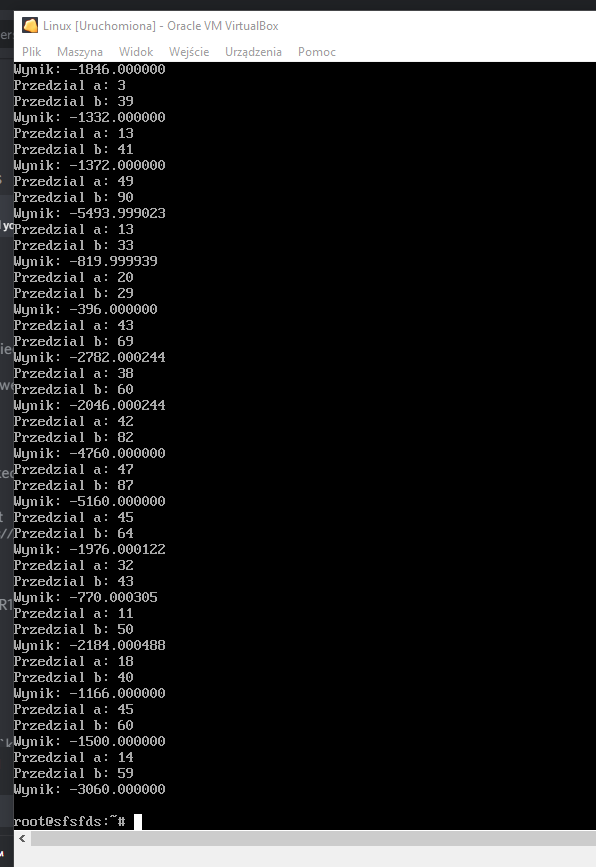 Linux [Uruchomiona] - Oracle VM VirtualBox
Plik Maszyna Widok Wejście Urządzenia Pomoc
Wynik: -1846.000000
Przedzial a: 3
Przedzial b: 39
Wynik: -1332.000000
Przedzial a: 13
Przedzial b: 41
Wynik: -1372.000000
Przedzial a: 49
Przedzial b: 90
Wynik: -5493.999023
Przedzial a: 13
Przedzial b: 33
Wynik: -819.999939
Przedzial a: 20
Przedzial b: 29
Wynik: -396.000000
Przedzial a: 43
Przedzial b: 69
Wynik: -2782.000244
Przedzial a: 38
Przedzial b: 60
Wynik: -2046.000244
Przedzial a: 42
Przedzial b: 82
Wynik: -4760.000000
Przedzial a: 47
Przedzial b: 87
Wynik: -5160.000000
Przedzial a: 45
Przedzial b: 64
Wynik: -1976.000122
Przedzial a: 32
Przedzial b: 43
Wynik: -770.000305
Przedzial a: 11
Przedzial b: 50
Wynik: -2184.000488
Przedzial a: 18
Przedzial b: 40
Wynik: -1166.000000
Przedzial a: 45
Przedzial b: 60
Wynik: -1500.000000
Przedzial a: 14
Przedzial b: 59
Wynik: -3060.000000
root@sfsfds:~#